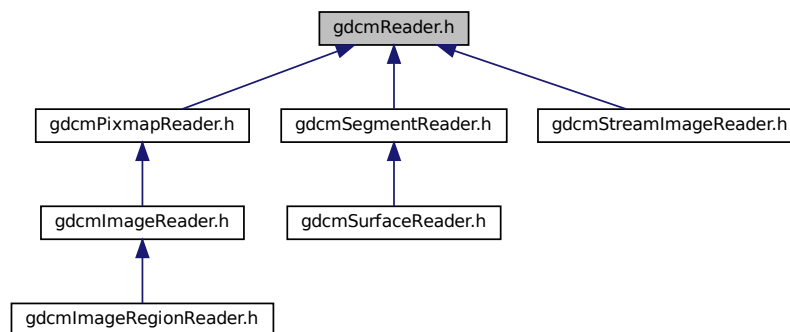 gdcmReader.h
gdcmPixmapReader.h
gdcmSegmentReader.h
gdcmStreamImageReader.h
gdcmImageReader.h
gdcmSurfaceReader.h
gdcmImageRegionReader.h